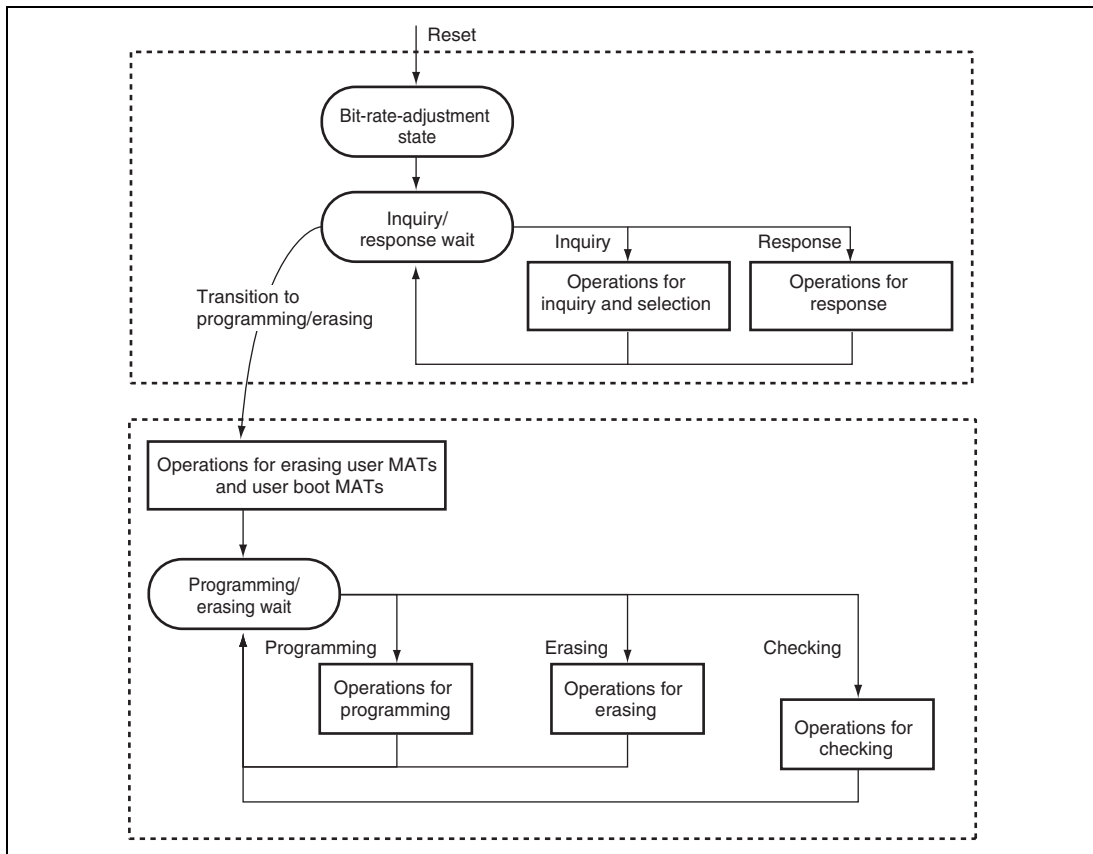 Reset
Bit-rate-adjustment
state
Inquiry/
response wait
Inquiry
Response
Operations for
inquiry and selection
Operations for
response
Transition to
programming/erasing
Operations for erasing user MATs
and user boot MATs
Programming/
erasing wait
Programming
Erasing
Checking
Operations for
programming
Operations for
erasing
Operations for
checking